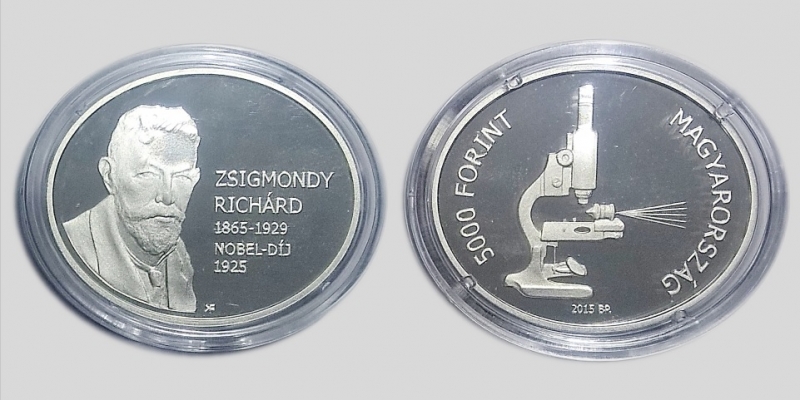 ZSIGMONDY
RICHÁRD
1865-1929
NOBEL-DÍJ
1925
5000 FORINT
MAGYARORSZÁG
2015 BP.